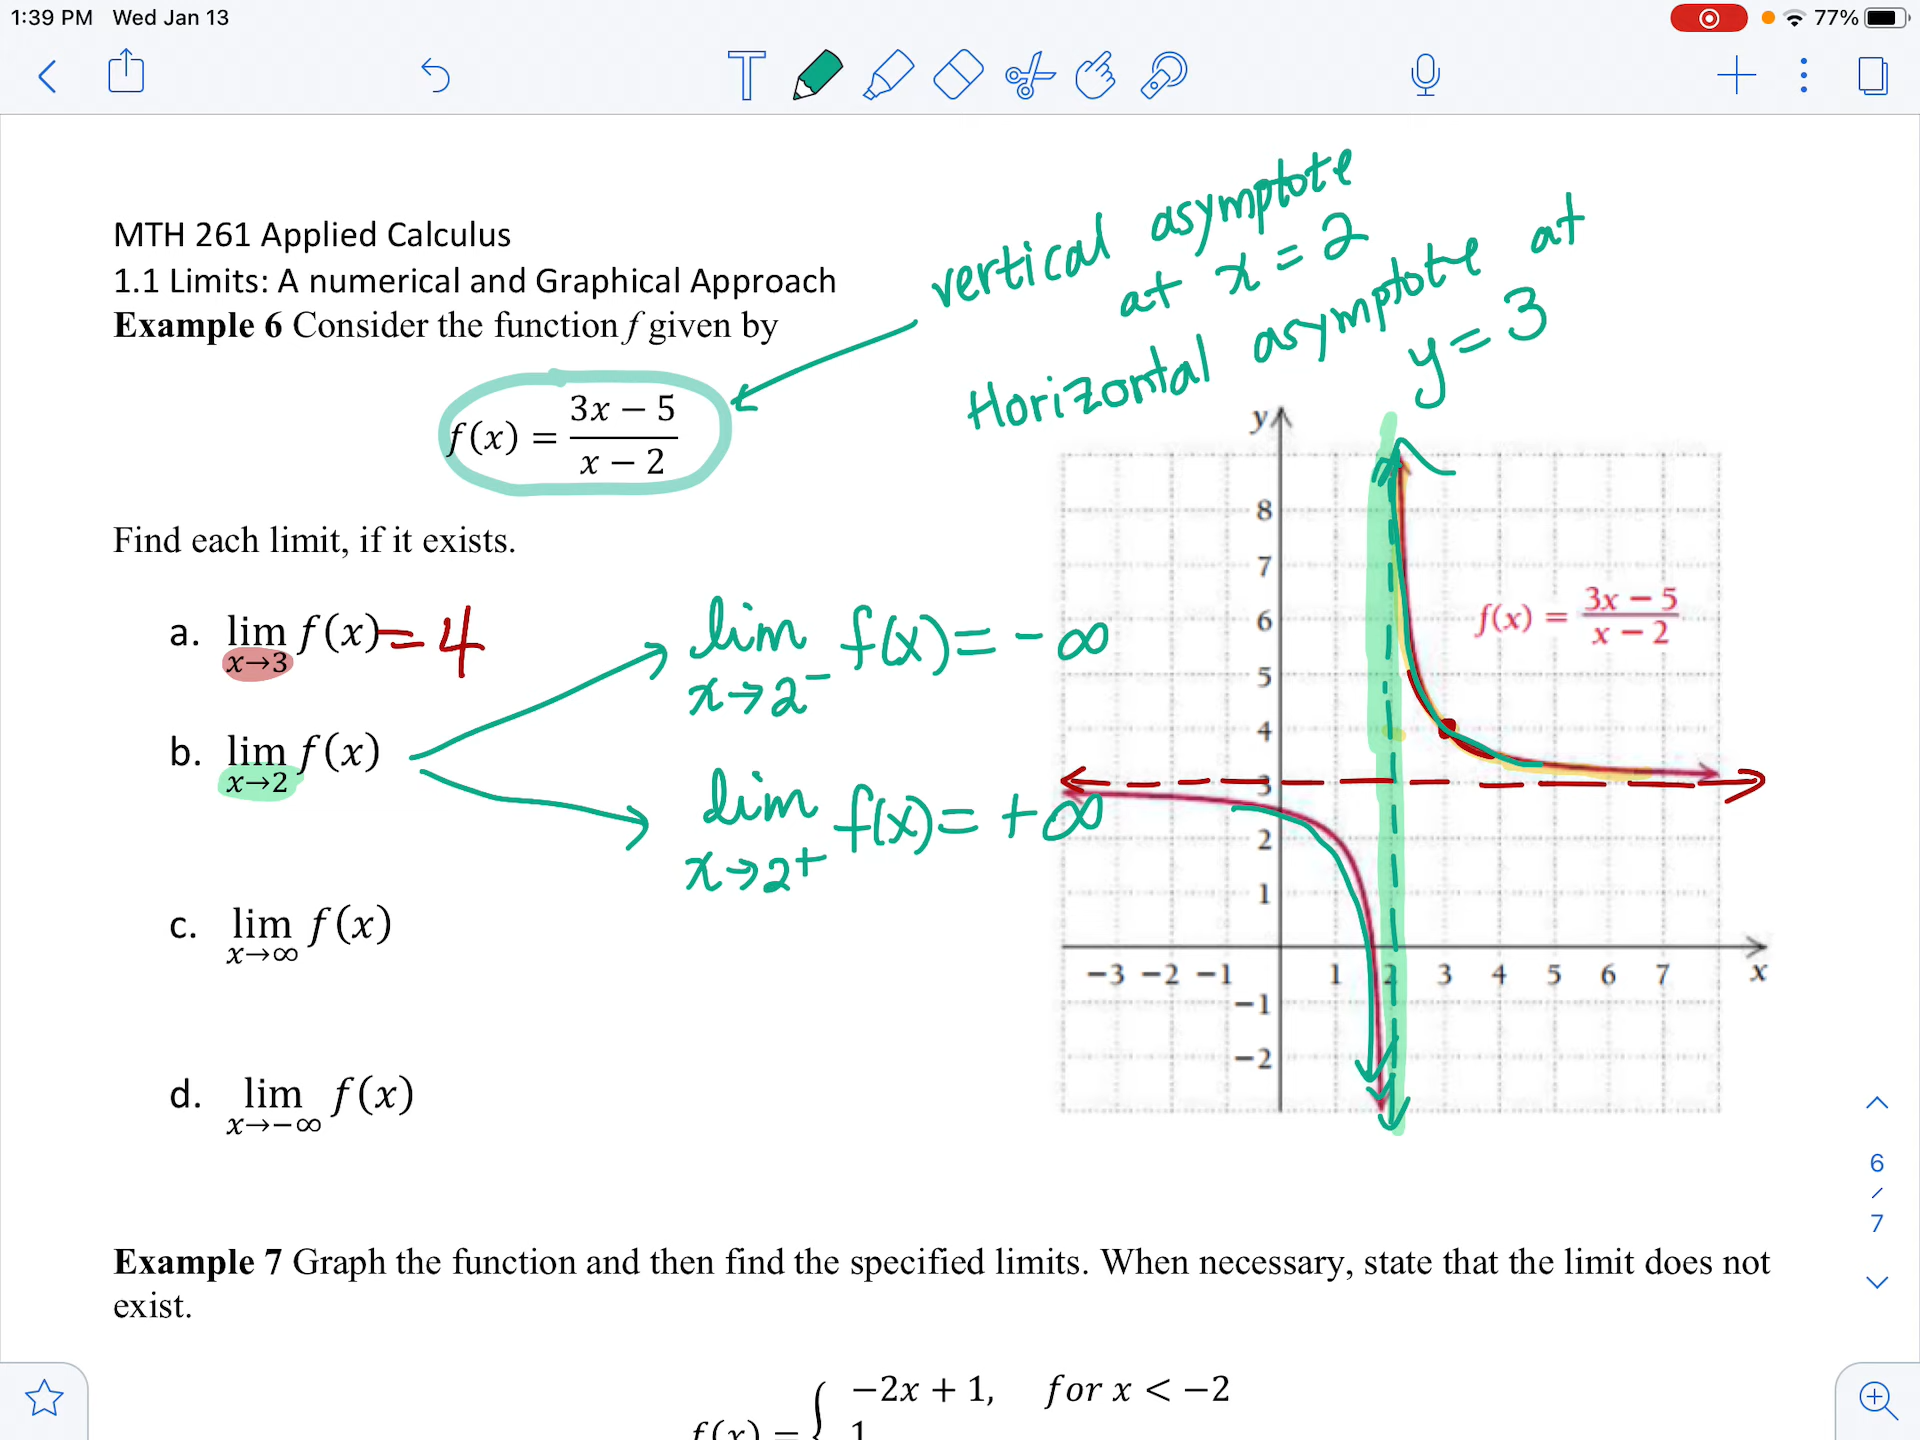 1:39 PM Wed Jan 13
77%
MTH 261 Applied Calculus
1.1 Limits: A numerical and Graphical Approach
Example 6 Consider the function f given by
f(x) = (3x − 5)/(x − 2)
vertical asymptote
at x = 2
Horizontal asymptote at
y = 3
Find each limit, if it exists.
a. lim f(x) = 4
x→3
b. lim f(x)
x→2
lim f(x) = -∞
x→2⁻
lim f(x) = +∞
x→2⁺
c. lim f(x)
x→∞
d. lim f(x)
x→−∞
y
8
7
6
5
4
3
2
1
−3 −2 −1 1 2 3 4 5 6 7 x
−1
−2
f(x) = (3x − 5)/(x − 2)
6
/
7
Example 7 Graph the function and then find the specified limits. When necessary, state that the limit does not
exist.
−2x + 1, for x < −2
f(x) = { 1